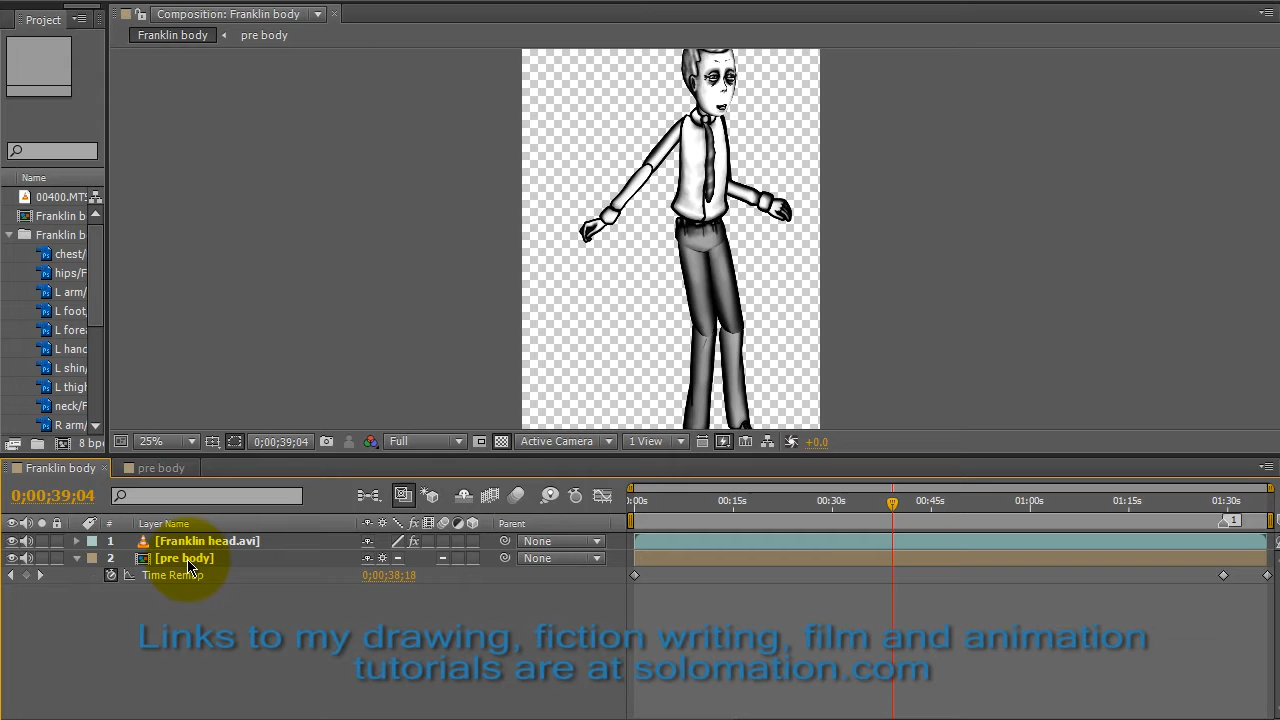 Project
Composition: Franklin body
Franklin body
pre body
Name
00400.MTS
Franklin b
Franklin b
chest/
hips/F
L arm/
L foot
L forea
L hand
L shin/
L thigh
neck/F
R arm/
8 bp
25%
0;00;39;04
Full
Active Camera
1 View
+0.0
Franklin body
pre body
0;00;39;04
:00s
00:15s
00:30s
00:45s
01:00s
01:15s
01:30s
#
Layer Name
Parent
1
1
[Franklin head.avi]
None
2
[pre body]
None
Time Remap
0;00;38;18
Links to my drawing, fiction writing, film and animation
tutorials are at solomation.com